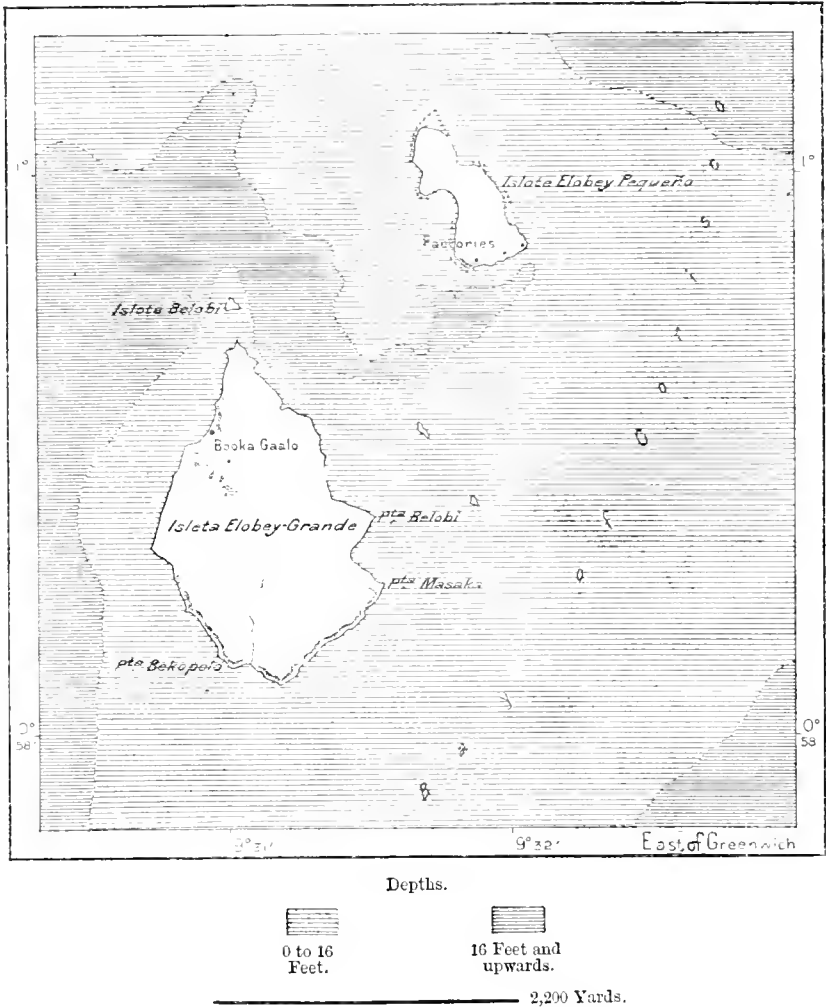 1°
1°
Islote Elobey Pequeño
Factories
Islote Belobi
Booka Gaalo
Isleta Elobey-Grande
pta Belobi
pta Masaka
0°
58'
0°
58'
9° 31'
9° 32'
East of Greenwich
Depths.
0 to 16
Feet.
16 Feet and
upwards.
2,200 Yards.